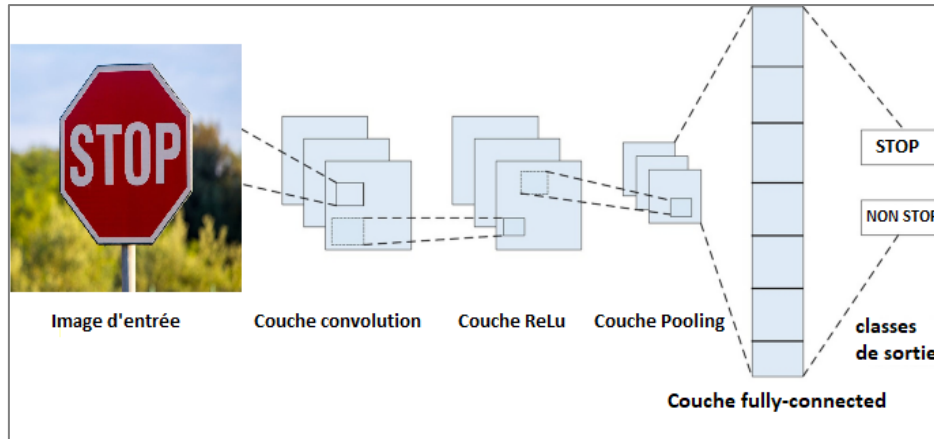 STOP
STOP
NON STOP
Image d'entrée
Couche convolution
Couche ReLu
Couche Pooling
classes
de sortie
Couche fully-connected